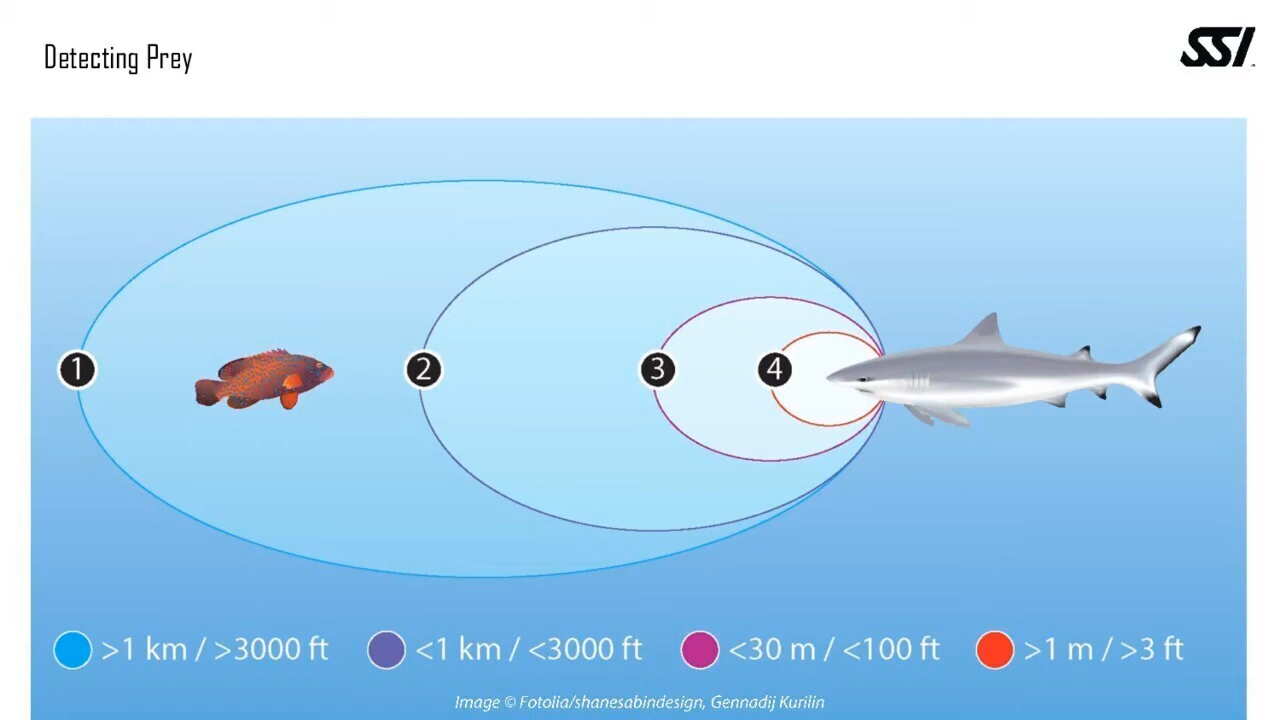 Detecting Prey
SSI
1 2 3 4
>1 km / >3000 ft <1 km / <3000 ft <30 m / <100 ft >1 m / >3 ft
Image © Fotolia/shanesabindesign, Gennadij Kurilin